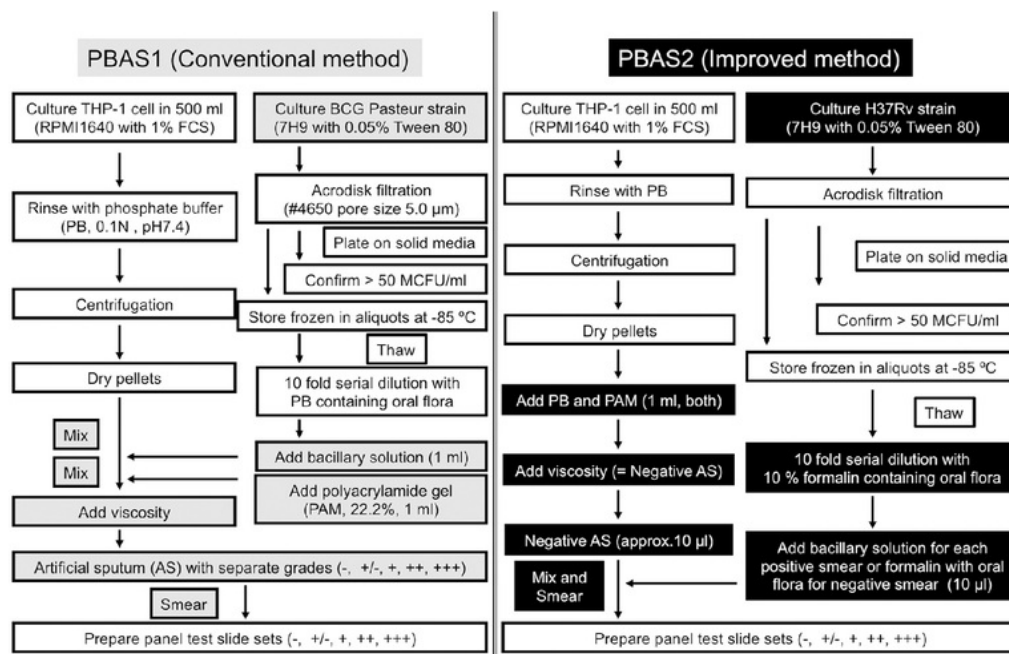 PBAS1 (Conventional method)
Culture THP-1 cell in 500 ml
(RPMI1640 with 1% FCS)
Culture BCG Pasteur strain
(7H9 with 0.05% Tween 80)
Rinse with phosphate buffer
(PB, 0.1N , pH7.4)
Acrodisk filtration
(#4650 pore size 5.0 µm)
Plate on solid media
Confirm > 50 MCFU/ml
Centrifugation
Store frozen in aliquots at -85 ºC
Thaw
Dry pellets
10 fold serial dilution with
PB containing oral flora
Mix
Add bacillary solution (1 ml)
Mix
Add polyacrylamide gel
(PAM, 22.2%, 1 ml)
Add viscosity
Artificial sputum (AS) with separate grades (-, +/-, +, ++, +++)
Smear
Prepare panel test slide sets (-, +/-, +, ++, +++)
PBAS2 (Improved method)
Culture THP-1 cell in 500 ml
(RPMI1640 with 1% FCS)
Culture H37Rv strain
(7H9 with 0.05% Tween 80)
Rinse with PB
Acrodisk filtration
Centrifugation
Plate on solid media
Dry pellets
Confirm > 50 MCFU/ml
Store frozen in aliquots at -85 ºC
Add PB and PAM (1 ml, both)
Thaw
Add viscosity (= Negative AS)
10 fold serial dilution with
10 % formalin containing oral flora
Negative AS (approx.10 µl)
Add bacillary solution for each
positive smear or formalin with oral
flora for negative smear (10 µl)
Mix and
Smear
Prepare panel test slide sets (-, +/-, +, ++, +++)